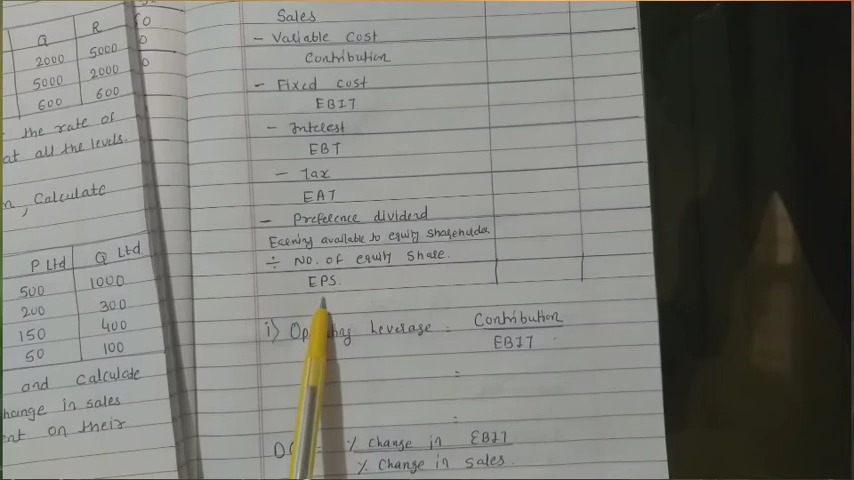 Q R
2000 5000
5000 2000
600 600
the rate of
at all the levels.
, Calculate
P Ltd Q Ltd
500 1000
200 300
150 400
50 100
and calculate
change in sales
on their
Sales
- Variable Cost
Contribution
- Fixed cost
EBIT
- Interest
EBT
- Tax
EAT
- Preference dividend
Earning available to equity shareholder
÷ No. of equity share.
EPS.
i) Operating Leverage = Contribution
EBIT
=
=
= % Change in EBIT
% Change in sales.